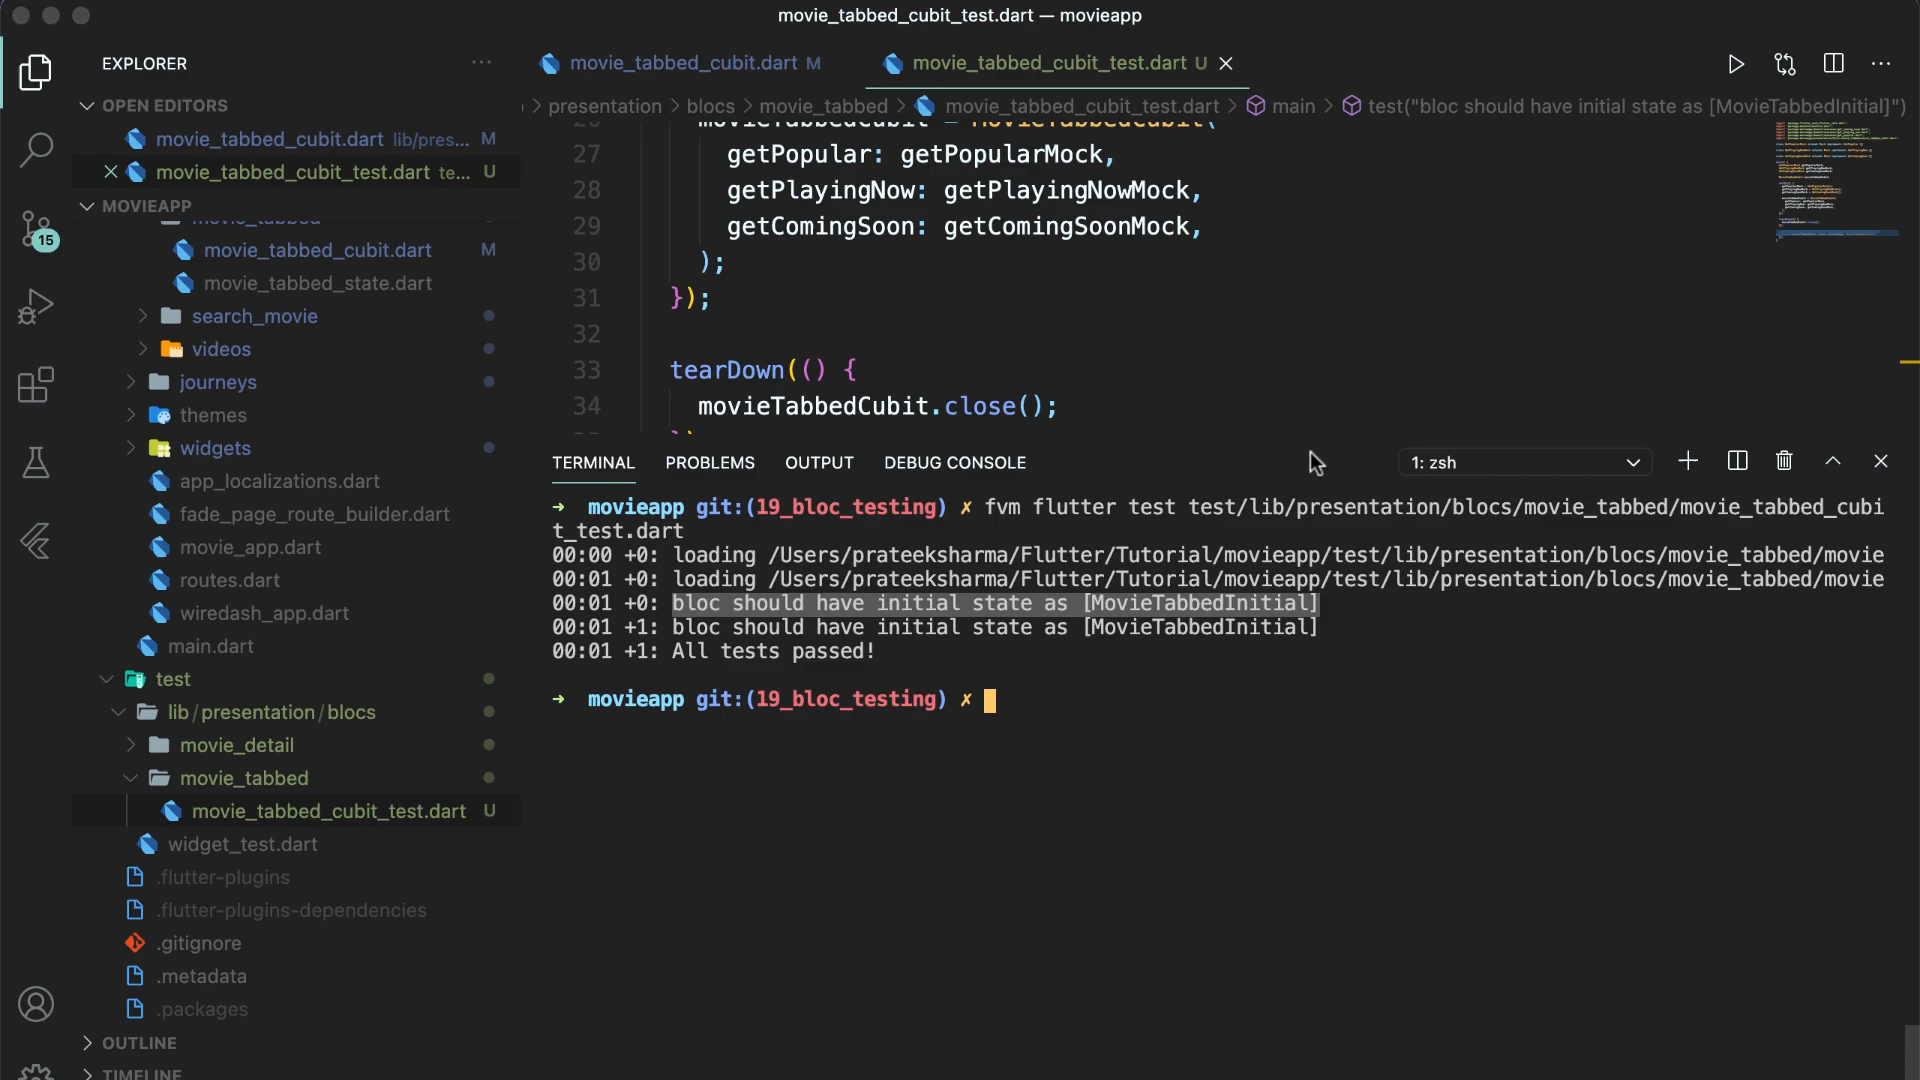 movie_tabbed_cubit_test.dart — movieapp
EXPLORER
OPEN EDITORS
movie_tabbed_cubit.dart lib/pres... M
movie_tabbed_cubit_test.dart te... U
MOVIEAPP
movie_tabbed
movie_tabbed_cubit.dart M
movie_tabbed_state.dart
search_movie
videos
journeys
themes
widgets
app_localizations.dart
fade_page_route_builder.dart
movie_app.dart
routes.dart
wiredash_app.dart
main.dart
test
lib/presentation/blocs
movie_detail
movie_tabbed
movie_tabbed_cubit_test.dart U
widget_test.dart
.flutter-plugins
.flutter-plugins-dependencies
.gitignore
.metadata
.packages
OUTLINE
TIMELINE
15
movie_tabbed_cubit.dart M
movie_tabbed_cubit_test.dart U
> presentation > blocs > movie_tabbed > movie_tabbed_cubit_test.dart > main > test("bloc should have initial state as [MovieTabbedInitial]")
26 movieTabbedCubit = MovieTabbedCubit(
27 getPopular: getPopularMock,
28 getPlayingNow: getPlayingNowMock,
29 getComingSoon: getComingSoonMock,
30 );
31 });
32
33 tearDown(() {
34 movieTabbedCubit.close();
35 })
TERMINAL PROBLEMS OUTPUT DEBUG CONSOLE
1: zsh
→ movieapp git:(19_bloc_testing) ✗ fvm flutter test test/lib/presentation/blocs/movie_tabbed/movie_tabbed_cubi
t_test.dart
00:00 +0: loading /Users/prateeksharma/Flutter/Tutorial/movieapp/test/lib/presentation/blocs/movie_tabbed/movie
00:01 +0: loading /Users/prateeksharma/Flutter/Tutorial/movieapp/test/lib/presentation/blocs/movie_tabbed/movie
00:01 +0: bloc should have initial state as [MovieTabbedInitial]
00:01 +1: bloc should have initial state as [MovieTabbedInitial]
00:01 +1: All tests passed!
→ movieapp git:(19_bloc_testing) ✗